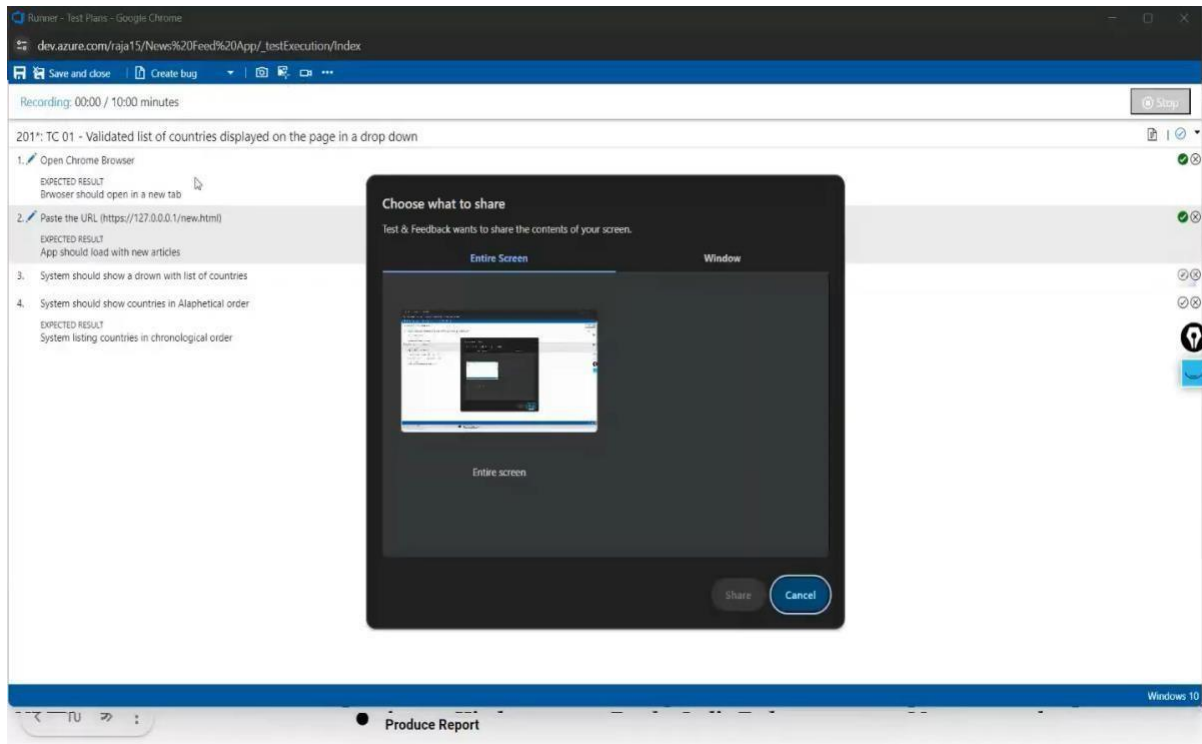 Runner - Test Plans - Google Chrome
dev.azure.com/raja15/News%20Feed%20App/_testExecution/Index
Save and close | Create bug
Recording: 00:00 / 10:00 minutes
Stop
201*: TC 01 - Validated list of countries displayed on the page in a drop down
1. Open Chrome Browser
EXPECTED RESULT
Brwoser should open in a new tab
2. Paste the URL (https://127.0.0.0.1/new.html)
EXPECTED RESULT
App should load with new articles
3. System should show a drown with list of countries
4. System should show countries in Alaphetical order
EXPECTED RESULT
System listing countries in chronological order
Choose what to share
Test & Feedback wants to share the contents of your screen.
Entire Screen
Window
Entire screen
Share
Cancel
Windows 10
Produce Report